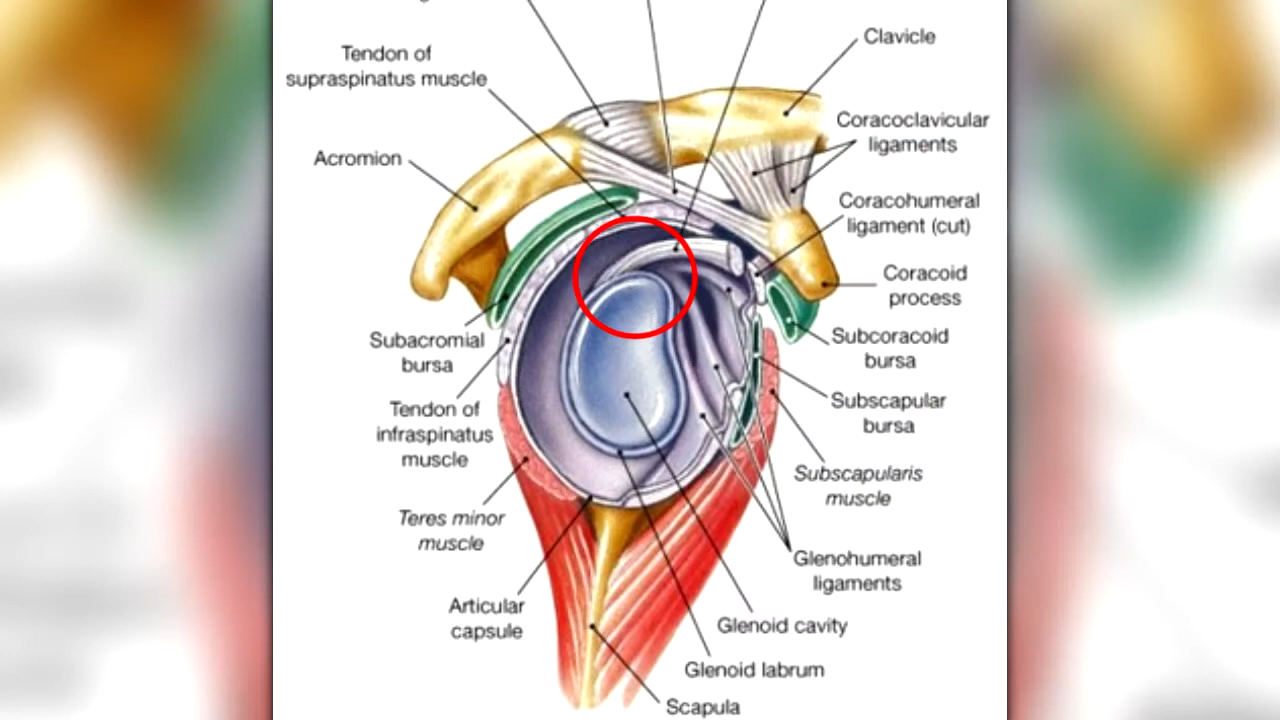 Tendon of
supraspinatus muscle
Clavicle
Coracoclavicular
ligaments
Acromion
Coracohumeral
ligament (cut)
Coracoid
process
Subacromial
bursa
Subcoracoid
bursa
Tendon of
infraspinatus
muscle
Subscapular
bursa
Subscapularis
muscle
Teres minor
muscle
Glenohumeral
ligaments
Articular
capsule
Glenoid cavity
Glenoid labrum
Scapula